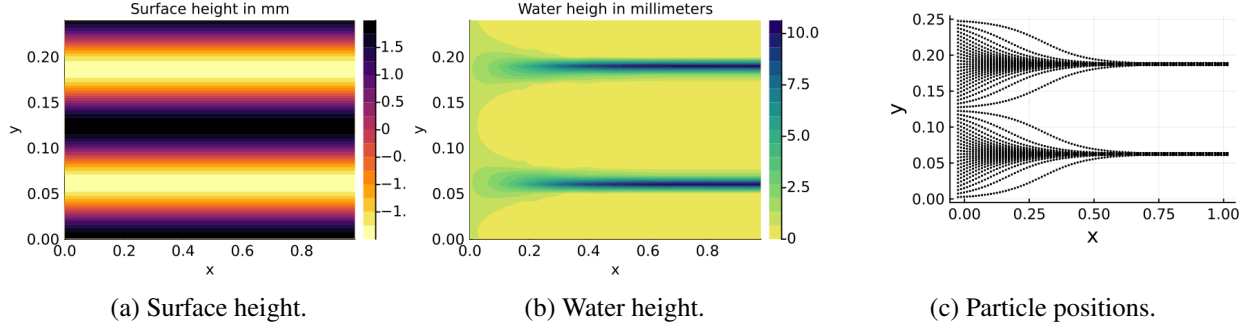 Surface height in mm
0.20
0.15
0.10
0.05
0.00
y
0.0 0.2 0.4 0.6 0.8
x
1.5
1.0
0.5
0
−0.
−1.
−1.
Water heigh in millimeters
0.20
0.15
0.10
0.05
0.00
y
0.0 0.2 0.4 0.6 0.8
x
10.0
7.5
5.0
2.5
0
0.25
0.20
0.15
0.10
0.05
0.00
y
0.00 0.25 0.50 0.75 1.00
x
(a) Surface height.
(b) Water height.
(c) Particle positions.